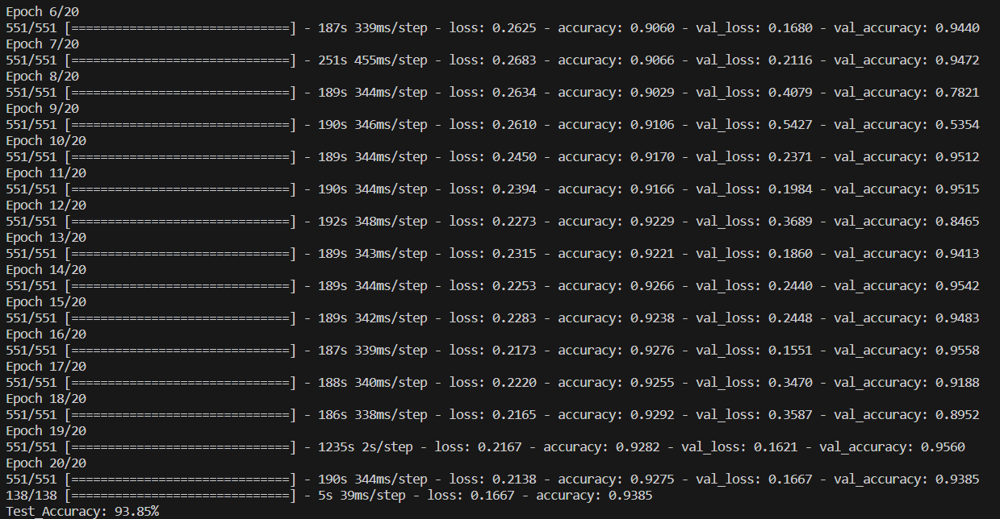 Epoch 6/20
551/551 [==============================] - 187s 339ms/step - loss: 0.2625 - accuracy: 0.9060 - val_loss: 0.1680 - val_accuracy: 0.9440
Epoch 7/20
551/551 [==============================] - 251s 455ms/step - loss: 0.2683 - accuracy: 0.9066 - val_loss: 0.2116 - val_accuracy: 0.9472
Epoch 8/20
551/551 [==============================] - 189s 344ms/step - loss: 0.2634 - accuracy: 0.9029 - val_loss: 0.4079 - val_accuracy: 0.7821
Epoch 9/20
551/551 [==============================] - 190s 346ms/step - loss: 0.2610 - accuracy: 0.9106 - val_loss: 0.5427 - val_accuracy: 0.5354
Epoch 10/20
551/551 [==============================] - 189s 344ms/step - loss: 0.2450 - accuracy: 0.9170 - val_loss: 0.2371 - val_accuracy: 0.9512
Epoch 11/20
551/551 [==============================] - 190s 344ms/step - loss: 0.2394 - accuracy: 0.9166 - val_loss: 0.1984 - val_accuracy: 0.9515
Epoch 12/20
551/551 [==============================] - 192s 348ms/step - loss: 0.2273 - accuracy: 0.9229 - val_loss: 0.3689 - val_accuracy: 0.8465
Epoch 13/20
551/551 [==============================] - 189s 343ms/step - loss: 0.2315 - accuracy: 0.9221 - val_loss: 0.1860 - val_accuracy: 0.9413
Epoch 14/20
551/551 [==============================] - 189s 344ms/step - loss: 0.2253 - accuracy: 0.9266 - val_loss: 0.2440 - val_accuracy: 0.9542
Epoch 15/20
551/551 [==============================] - 189s 342ms/step - loss: 0.2283 - accuracy: 0.9238 - val_loss: 0.2448 - val_accuracy: 0.9483
Epoch 16/20
551/551 [==============================] - 187s 339ms/step - loss: 0.2173 - accuracy: 0.9276 - val_loss: 0.1551 - val_accuracy: 0.9558
Epoch 17/20
551/551 [==============================] - 188s 340ms/step - loss: 0.2220 - accuracy: 0.9255 - val_loss: 0.3470 - val_accuracy: 0.9188
Epoch 18/20
551/551 [==============================] - 186s 338ms/step - loss: 0.2165 - accuracy: 0.9292 - val_loss: 0.3587 - val_accuracy: 0.8952
Epoch 19/20
551/551 [==============================] - 1235s 2s/step - loss: 0.2167 - accuracy: 0.9282 - val_loss: 0.1621 - val_accuracy: 0.9560
Epoch 20/20
551/551 [==============================] - 190s 344ms/step - loss: 0.2138 - accuracy: 0.9275 - val_loss: 0.1667 - val_accuracy: 0.9385
138/138 [==============================] - 5s 39ms/step - loss: 0.1667 - accuracy: 0.9385
Test_Accuracy: 93.85%